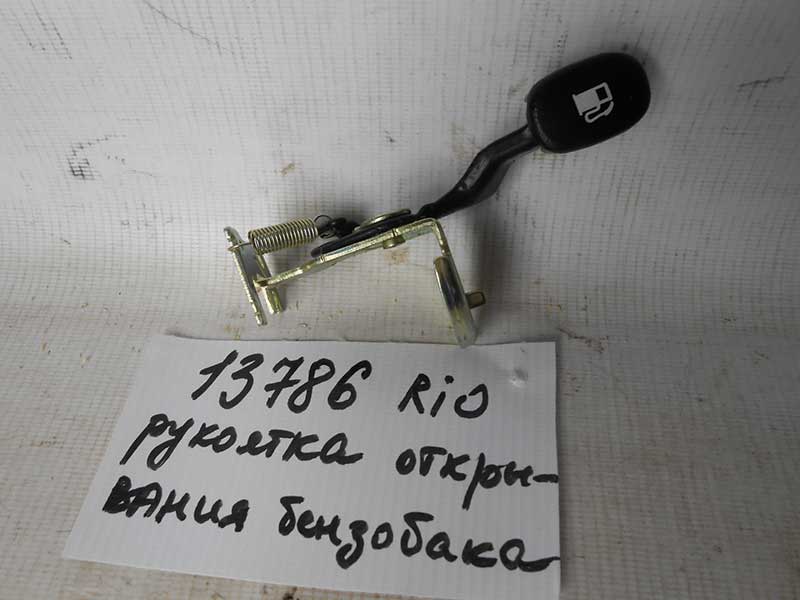 13786 RiO
рукоятка откры-
вания бензобака